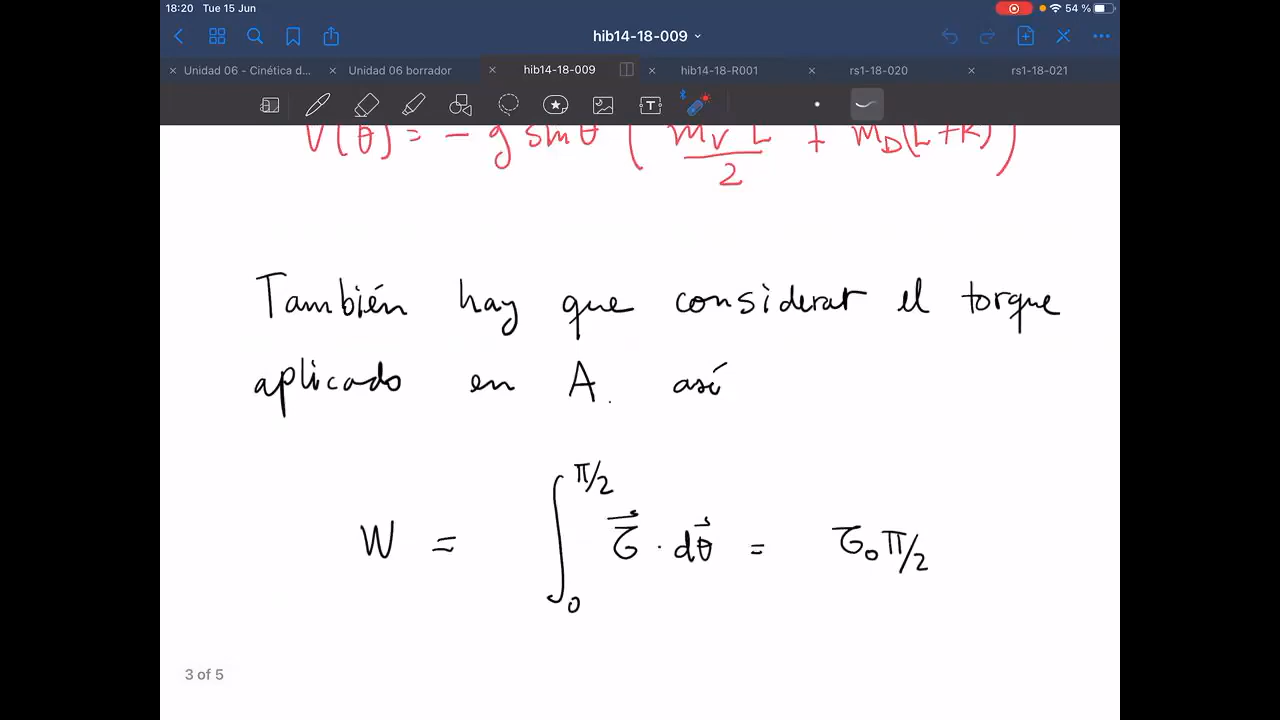 18:20 Tue 15 Jun
54 %
hib14-18-009
Unidad 06 - Cinética d...
Unidad 06 borrador
hib14-18-009
hib14-18-R001
rs1-18-020
rs1-18-021
V(θ) = - g sinθ ( m_V L / 2 + m_D (L+R) )
También hay que considerar el torque
aplicado en A. así
W = ∫_0^{π/2} τ⃗ · dθ⃗ = τ_0 π/2
3 of 5